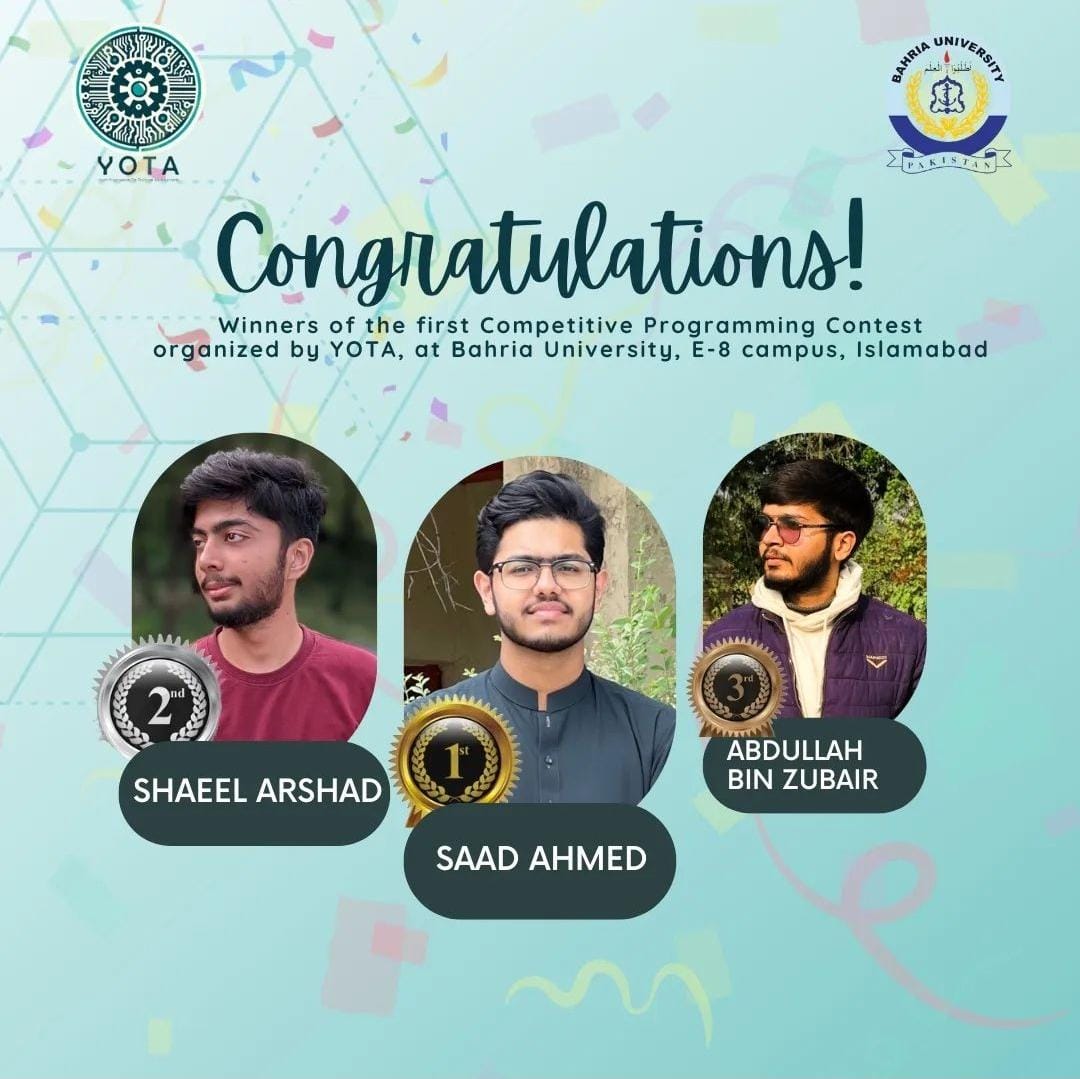 YOTA
BAHRIA UNIVERSITY
PAKISTAN
Congratulations!
Winners of the first Competitive Programming Contest
organized by YOTA, at Bahria University, E-8 campus, Islamabad
2nd
SHAEEL ARSHAD
1st
SAAD AHMED
3rd
ABDULLAH
BIN ZUBAIR